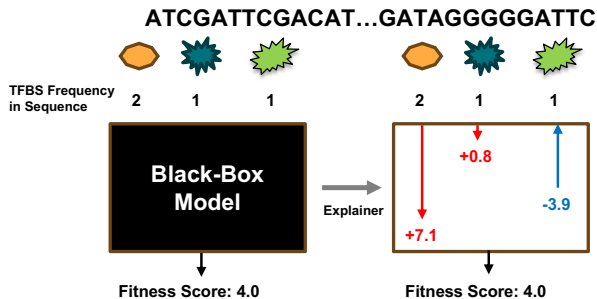 ATCGATTCGACAT...GATAGGGGGATTC
TFBS Frequency
in Sequence
2 1 1
2 1 1
Black-Box
Model
Explainer
+0.8
-3.9
+7.1
Fitness Score: 4.0
Fitness Score: 4.0